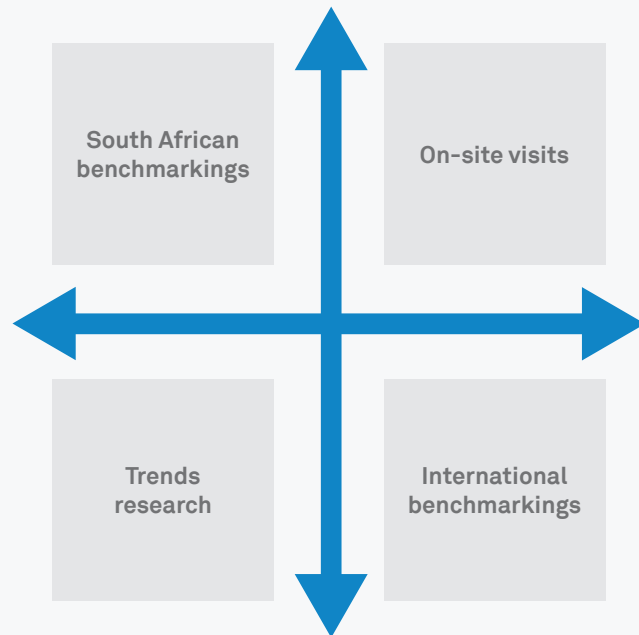 South African
benchmarkings
On-site visits
Trends
research
International
benchmarkings